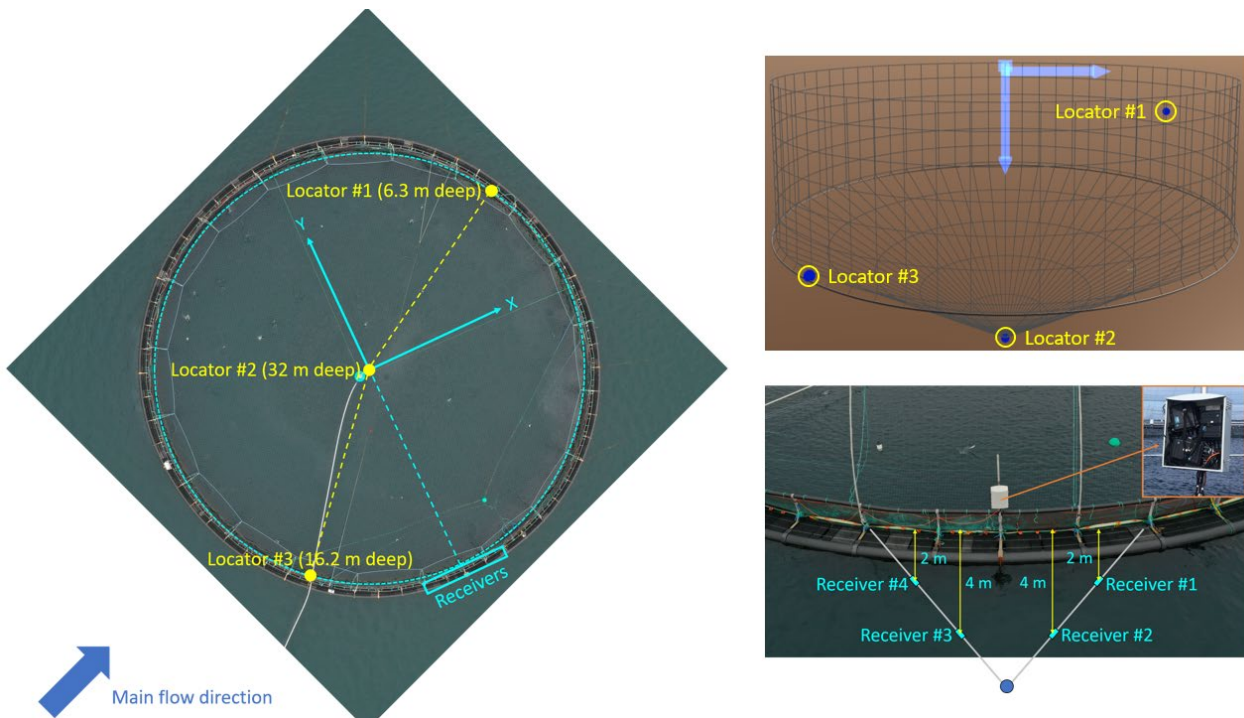 Locator #1 (6.3 m deep)
Y
X
Locator #2 (32 m deep)
Locator #3 (16.2 m deep)
Receivers
Main flow direction
Locator #1
Locator #3
Locator #2
2 m
2 m
4 m
4 m
Receiver #4
Receiver #1
Receiver #3
Receiver #2